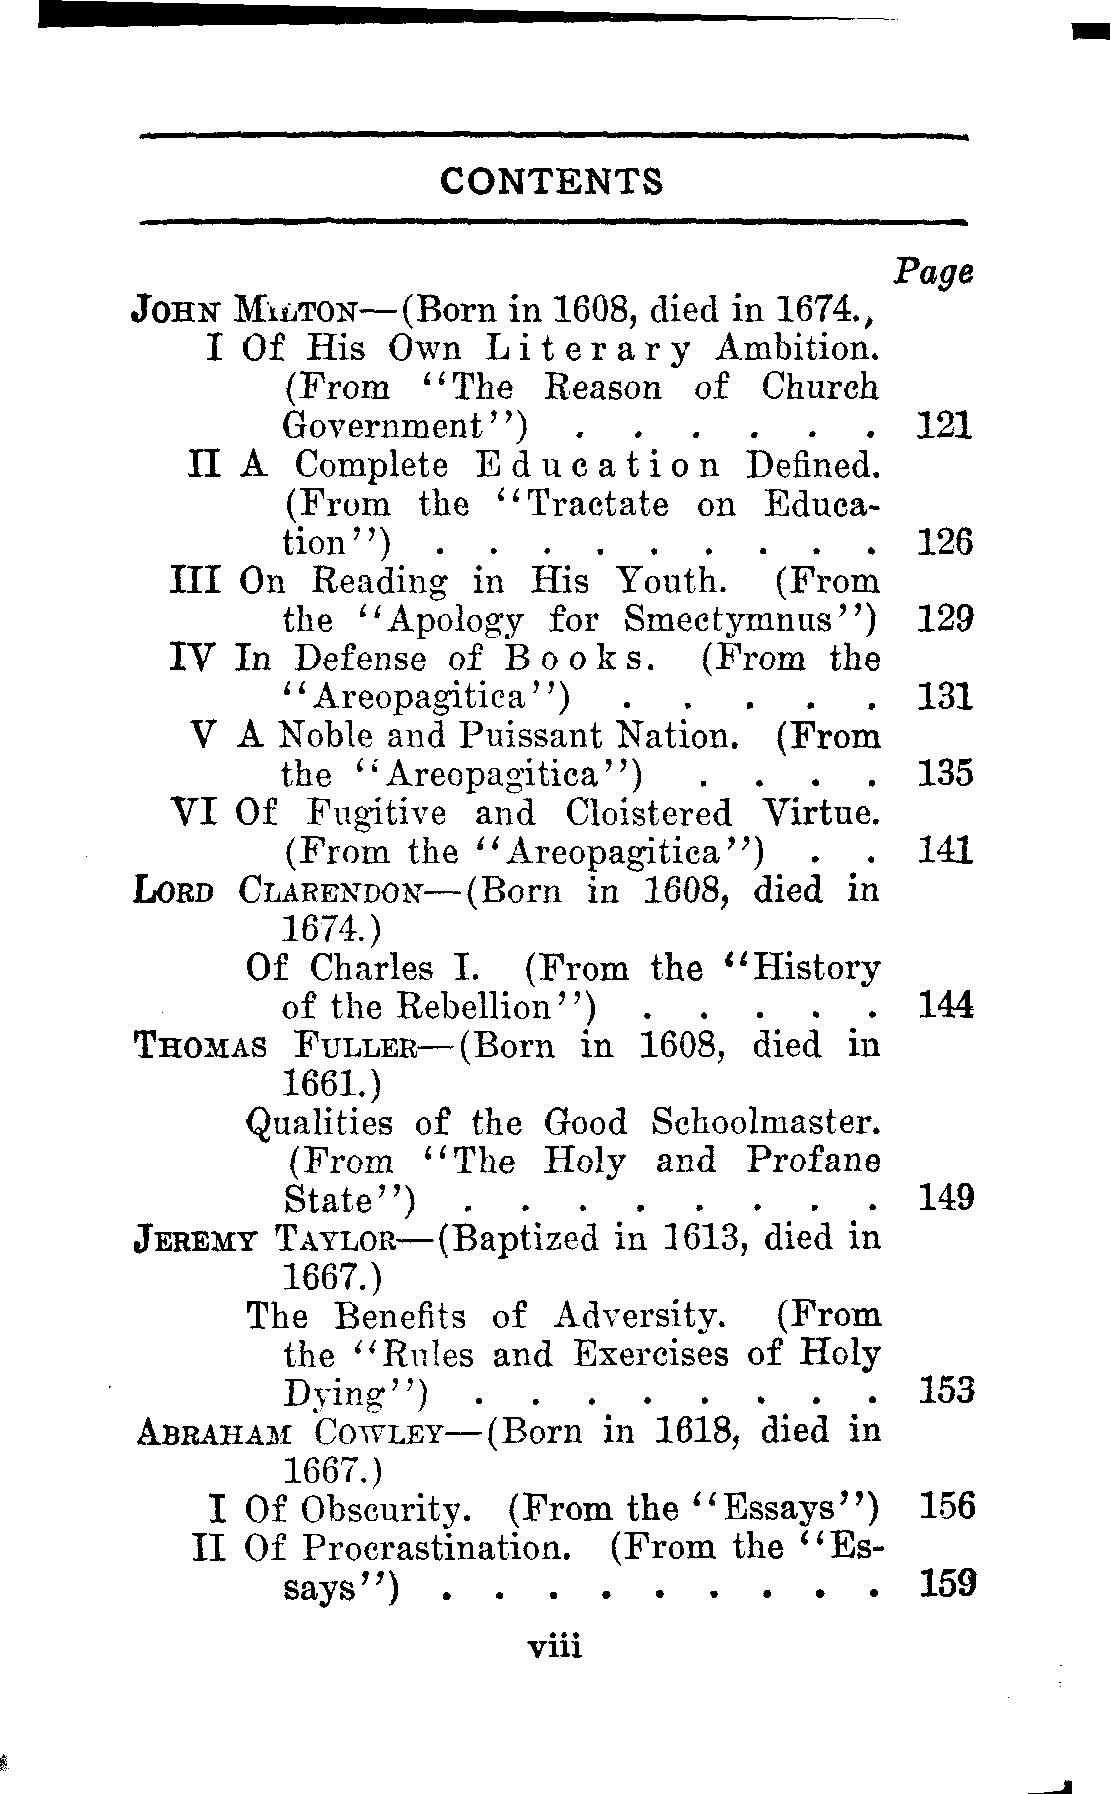 CONTENTS
Page
JOHN MILTON—(Born in 1608, died in 1674.,
I Of His Own Literary Ambition.
(From "The Reason of Church
Government") . . . . . . 121
II A Complete Education Defined.
(From the "Tractate on Educa-
tion") . . . . . . . . . 126
III On Reading in His Youth. (From
the "Apology for Smectymnus") 129
IV In Defense of Books. (From the
"Areopagitica") . . . . . 131
V A Noble and Puissant Nation. (From
the "Areopagitica") . . . . 135
VI Of Fugitive and Cloistered Virtue.
(From the "Areopagitica") . . 141
LORD CLARENDON—(Born in 1608, died in
1674.)
Of Charles I. (From the "History
of the Rebellion") . . . . . 144
THOMAS FULLER—(Born in 1608, died in
1661.)
Qualities of the Good Schoolmaster.
(From "The Holy and Profane
State") . . . . . . . . 149
JEREMY TAYLOR—(Baptized in 1613, died in
1667.)
The Benefits of Adversity. (From
the "Rules and Exercises of Holy
Dying") . . . . . . . . 153
ABRAHAM COWLEY—(Born in 1618, died in
1667.)
I Of Obscurity. (From the "Essays") 156
II Of Procrastination. (From the "Es-
says") . . . . . . . . . 159
viii